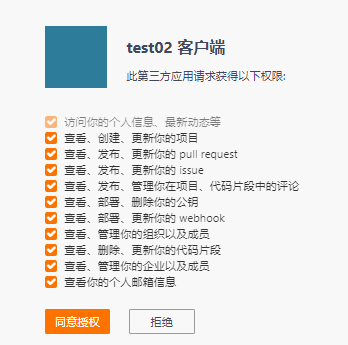 test02 客户端
此第三方应用请求获得以下权限:
访问你的个人信息、最新动态等
查看、创建、更新你的项目
查看、发布、更新你的 pull request
查看、发布、更新你的 issue
查看、发布、管理你在项目、代码片段中的评论
查看、部署、删除你的公钥
查看、部署、更新你的 webhook
查看、管理你的组织以及成员
查看、删除、更新你的代码片段
查看、管理你的企业以及成员
查看你的个人邮箱信息
同意授权 拒绝